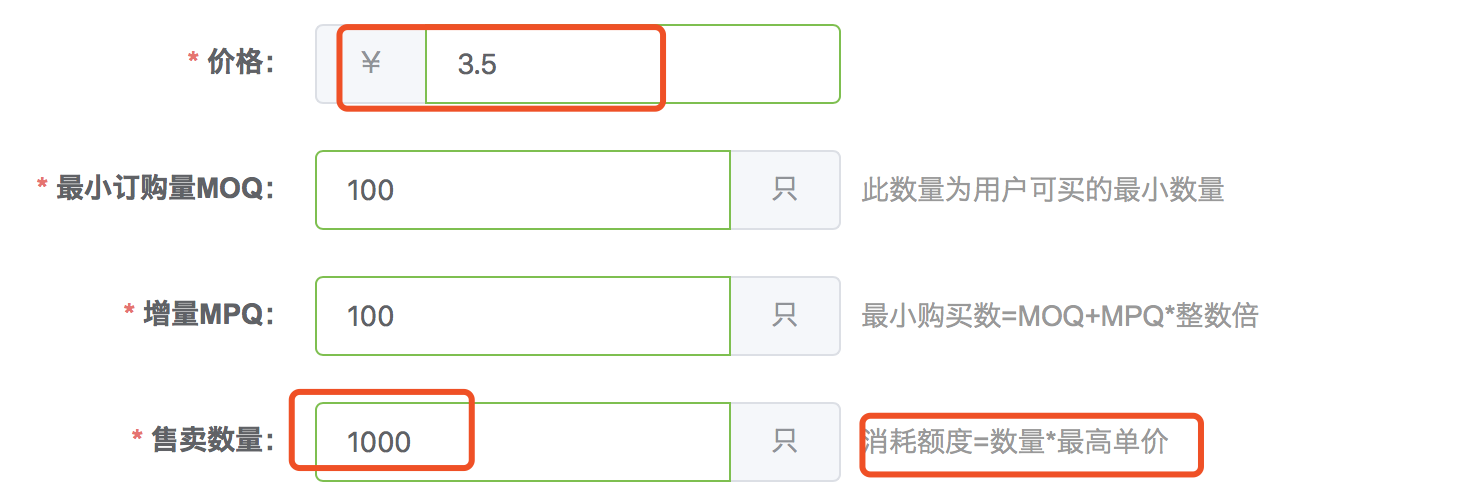 * 价格： ￥ 3.5
* 最小订购量MOQ： 100 只 此数量为用户可买的最小数量
* 增量MPQ： 100 只 最小购买数=MOQ+MPQ*整数倍
* 售卖数量： 1000 只 消耗额度=数量*最高单价